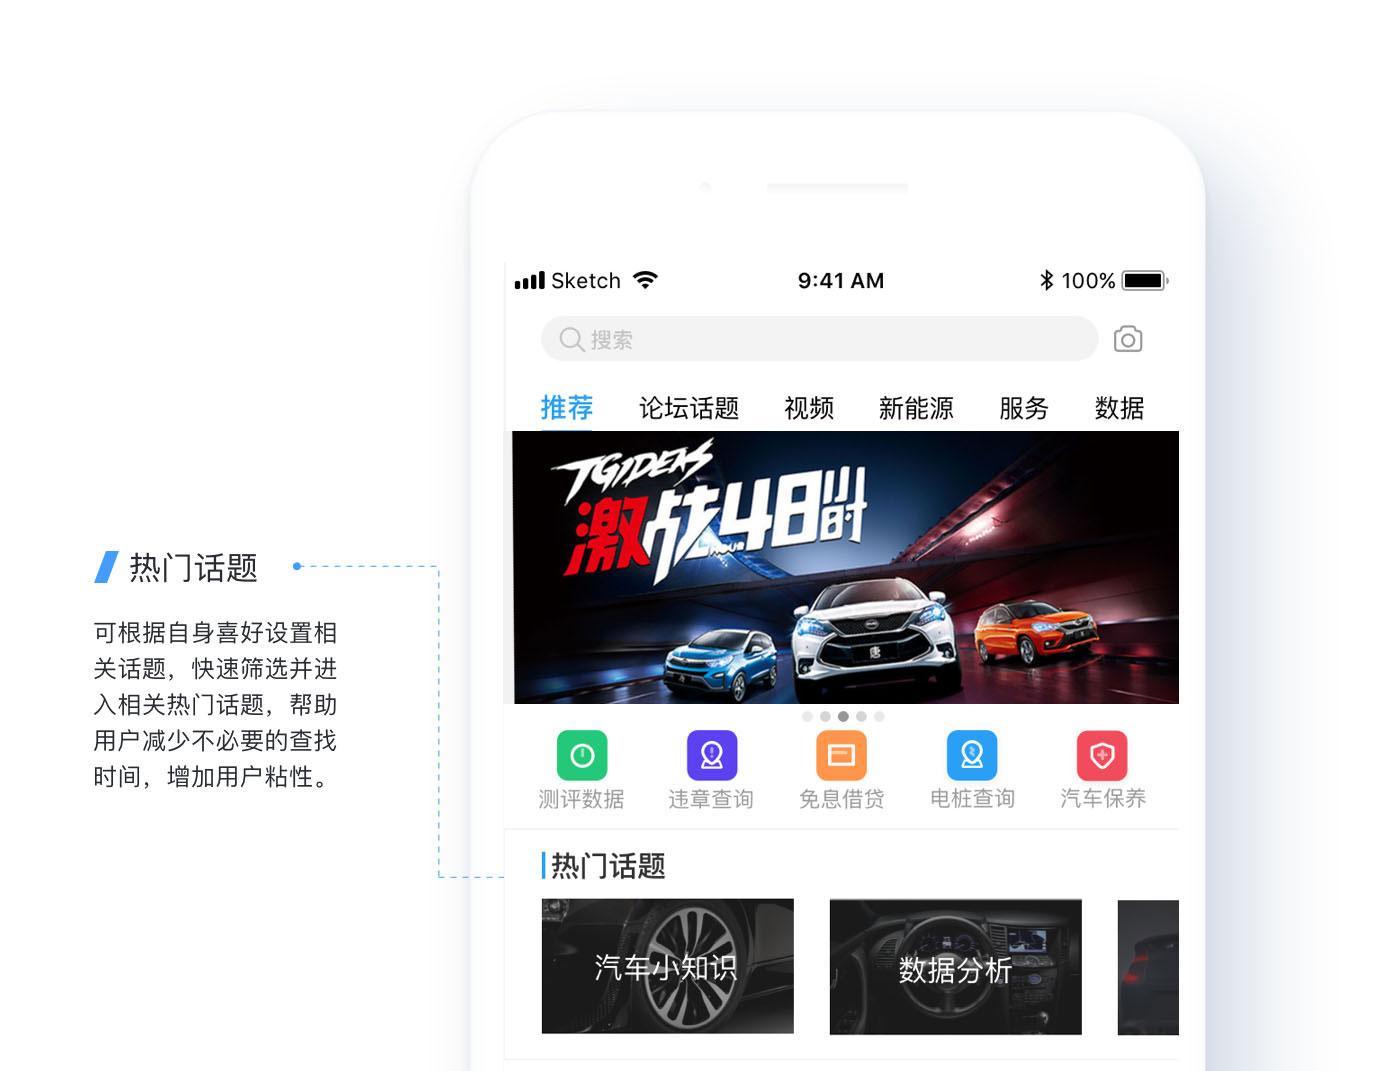 Sketch 9:41 AM 100%
搜索
推荐 论坛话题 视频 新能源 服务 数据
TGIDEAS
激战48小时
HOUR
唐
热门话题
可根据自身喜好设置相
关话题，快速筛选并进
入相关热门话题，帮助
用户减少不必要的查找
时间，增加用户粘性。
测评数据 违章查询 免息借贷 电桩查询 汽车保养
热门话题
汽车小知识 数据分析